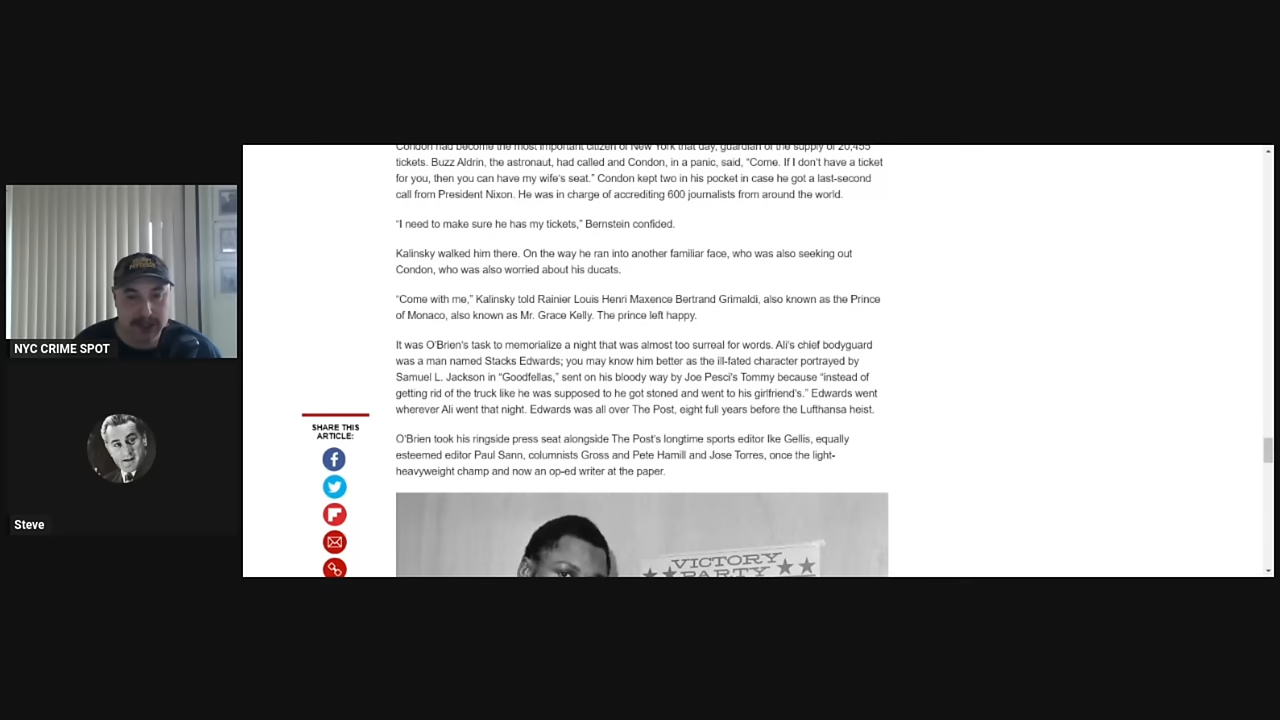 Condon had become the most important citizen of New York that day, guardian of the supply of 20,455
tickets. Buzz Aldrin, the astronaut, had called and Condon, in a panic, said, “Come. If I don’t have a ticket
for you, then you can have my wife’s seat.” Condon kept two in his pocket in case he got a last-second
call from President Nixon. He was in charge of accrediting 600 journalists from around the world.
“I need to make sure he has my tickets,” Bernstein confided.
Kalinsky walked him there. On the way he ran into another familiar face, who was also seeking out
Condon, who was also worried about his ducats.
“Come with me,” Kalinsky told Rainier Louis Henri Maxence Bertrand Grimaldi, also known as the Prince
of Monaco, also known as Mr. Grace Kelly. The prince left happy.
It was O’Brien’s task to memorialize a night that was almost too surreal for words. Ali’s chief bodyguard
was a man named Stacks Edwards; you may know him better as the ill-fated character portrayed by
Samuel L. Jackson in “Goodfellas,” sent on his bloody way by Joe Pesci’s Tommy because “instead of
getting rid of the truck like he was supposed to he got stoned and went to his girlfriend’s.” Edwards went
wherever Ali went that night. Edwards was all over The Post, eight full years before the Lufthansa heist.
O’Brien took his ringside press seat alongside The Post’s longtime sports editor Ike Gellis, equally
esteemed editor Paul Sann, columnists Gross and Pete Hamill and Jose Torres, once the light-
heavyweight champ and now an op-ed writer at the paper.
SHARE THIS
ARTICLE:
VICTORY
PARTY
NYC CRIME SPOT
Steve